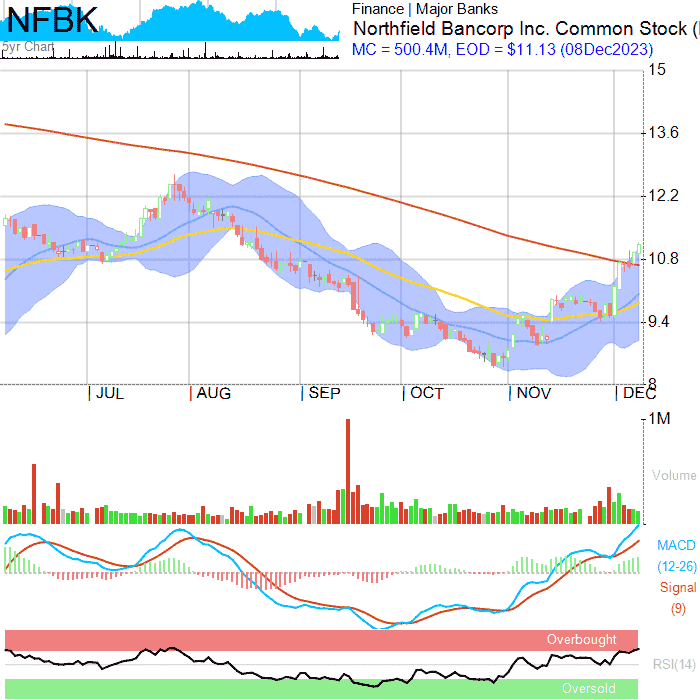 NFBK
5yr Chart
Finance | Major Banks
Northfield Bancorp Inc. Common Stock (
MC = 500.4M, EOD = $11.13 (08Dec2023)
15
13.6
12.2
10.8
9.4
8
JUL AUG SEP OCT NOV DEC
1M
Volume
MACD
(12-26)
Signal
(9)
Overbought
RSI(14)
Oversold